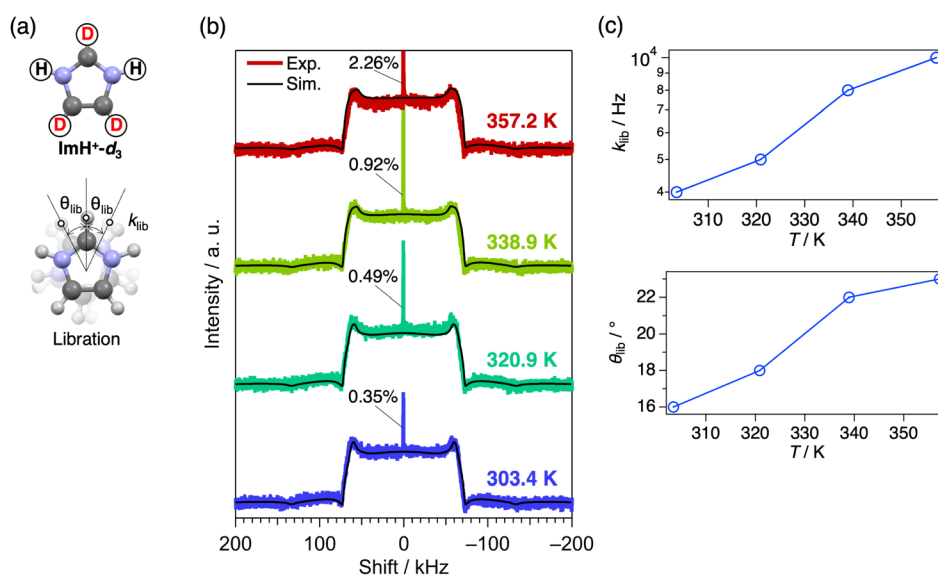 (a)
D
H
H
D
D
ImH⁺-d₃
θlib
θlib
klib
Libration
(b)
Exp.
Sim.
2.26%
357.2 K
0.92%
338.9 K
0.49%
320.9 K
0.35%
303.4 K
Intensity / a. u.
200
100
0
–100
–200
Shift / kHz
(c)
10⁴
8
7
6
5
4
klib / Hz
310
320
330
340
350
T / K
22
20
18
16
θlib / °
310
320
330
340
350
T / K